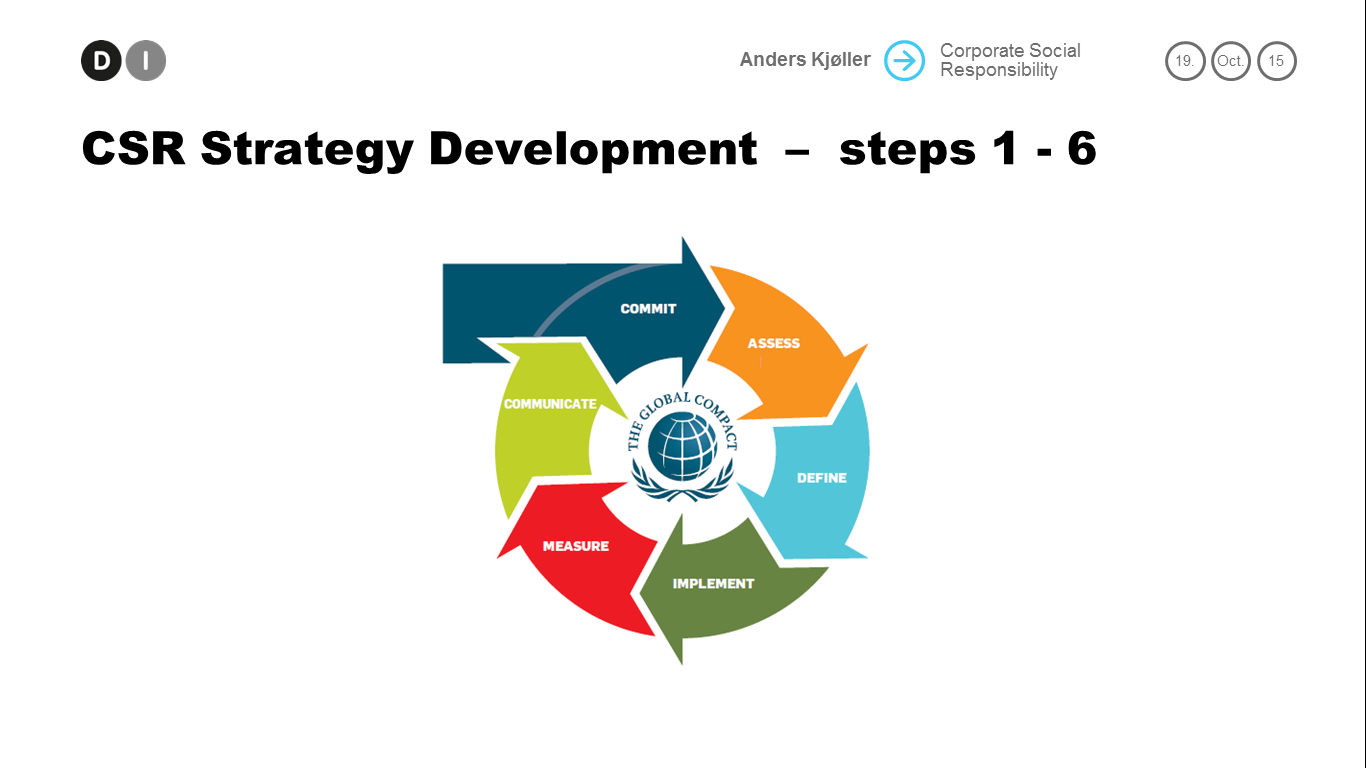 D I
Anders Kjøller
Corporate Social
Responsibility
19. Oct. 15
CSR Strategy Development – steps 1 - 6
COMMIT
ASSESS
DEFINE
IMPLEMENT
MEASURE
COMMUNICATE
THE GLOBAL COMPACT